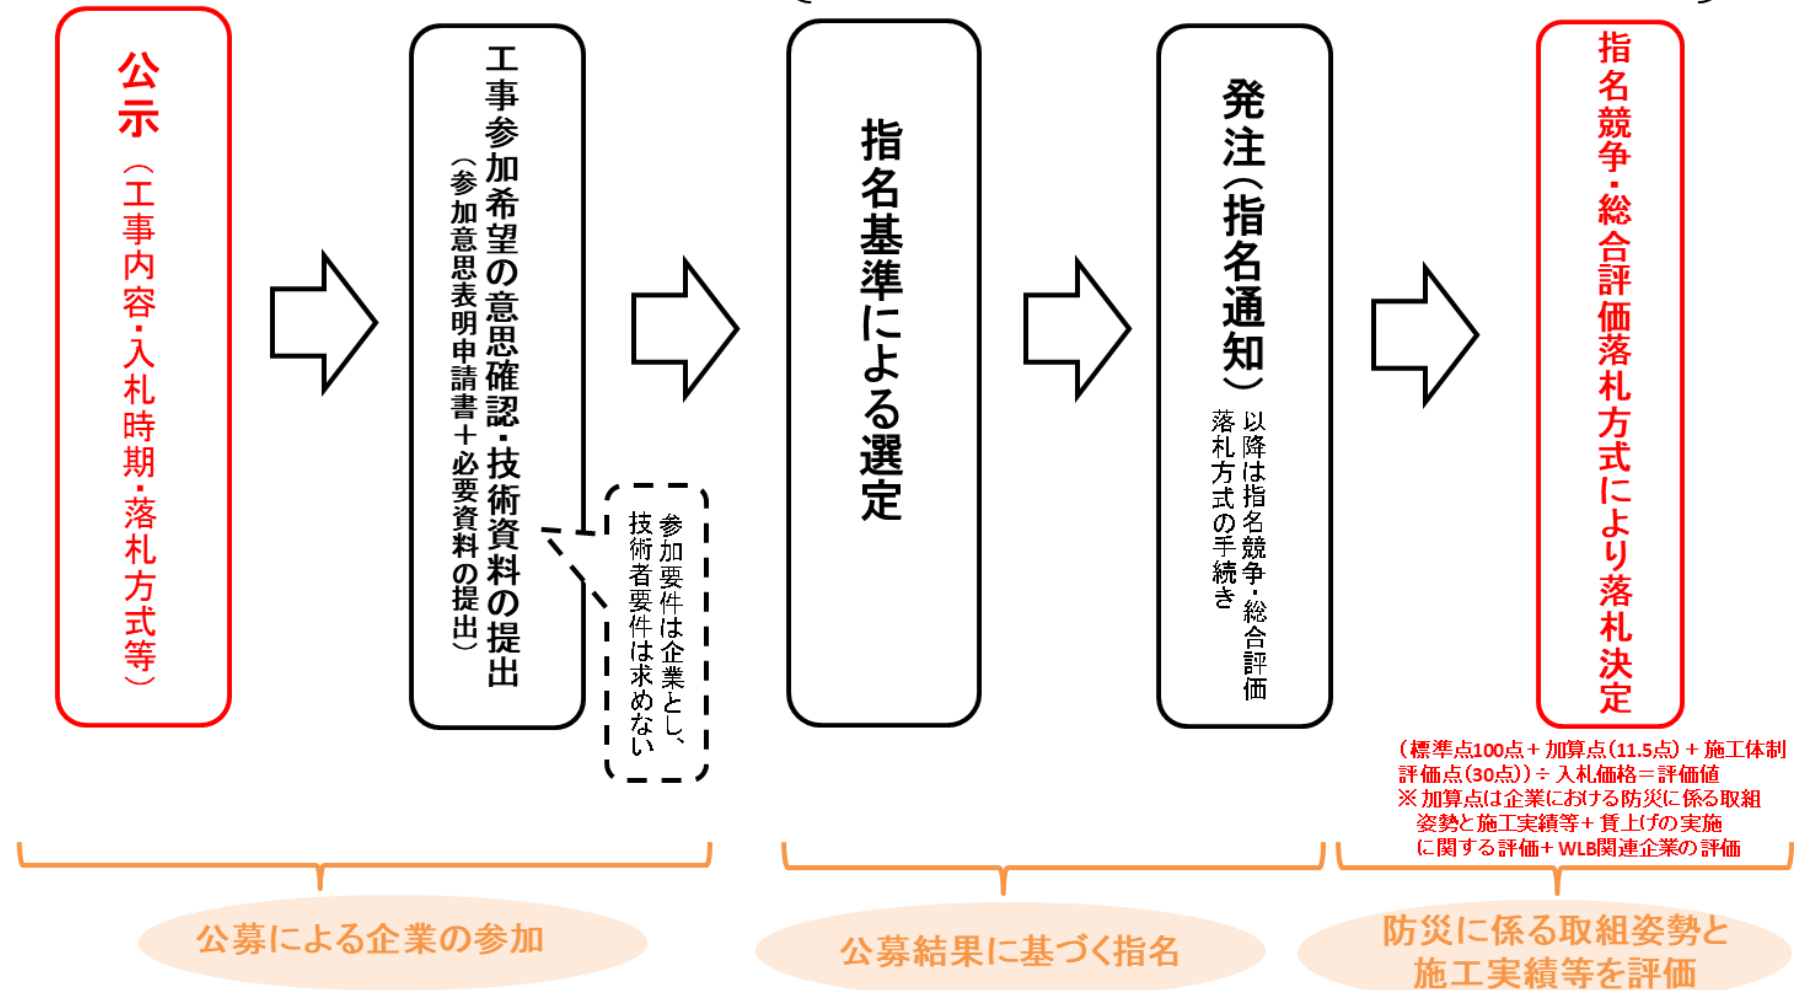 公示（工事内容・入札時期・落札方式等）
工事参加希望の意思確認・技術資料の提出
（参加意思表明申請書＋必要資料の提出）
参加要件は企業とし、
技術者要件は求めない
指名基準による選定
発注（指名通知）
以降は指名競争・総合評価
落札方式の手続き
指名競争・総合評価落札方式により落札決定
（標準点100点＋加算点(11.5点)＋施工体制
評価点(30点))÷入札価格＝評価値
※加算点は企業における防災に係る取組
姿勢と施工実績等＋賃上げの実施
に関する評価＋WLB関連企業の評価
公募による企業の参加
公募結果に基づく指名
防災に係る取組姿勢と
施工実績等を評価